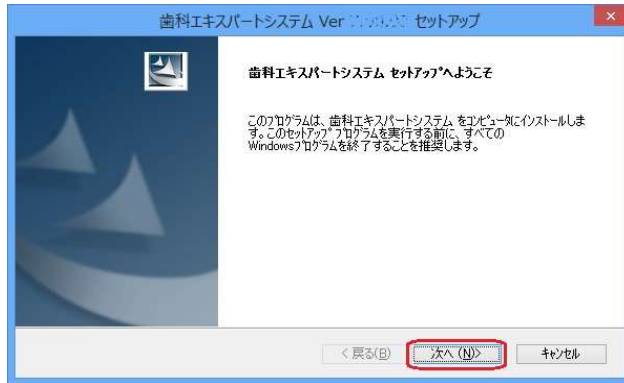 歯科エキスパートシステム Ver セットアップ
歯科エキスパートシステム セットアップへようこそ
このプログラムは、歯科エキスパートシステム をコンピュータにインストールしま
す。このセットアップ プログラムを実行する前に、すべての
Windowsプログラムを終了することを推奨します。
< 戻る(B)
次へ (N)>
キャンセル